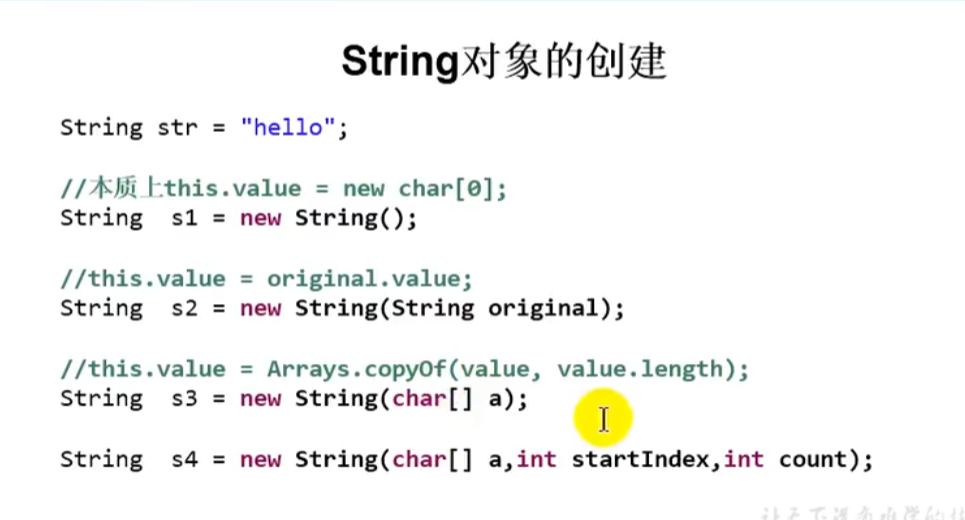 String对象的创建
String str = "hello";
//本质上this.value = new char[0];
String s1 = new String();
//this.value = original.value;
String s2 = new String(String original);
//this.value = Arrays.copyOf(value, value.length);
String s3 = new String(char[] a);
String s4 = new String(char[] a,int startIndex,int count);